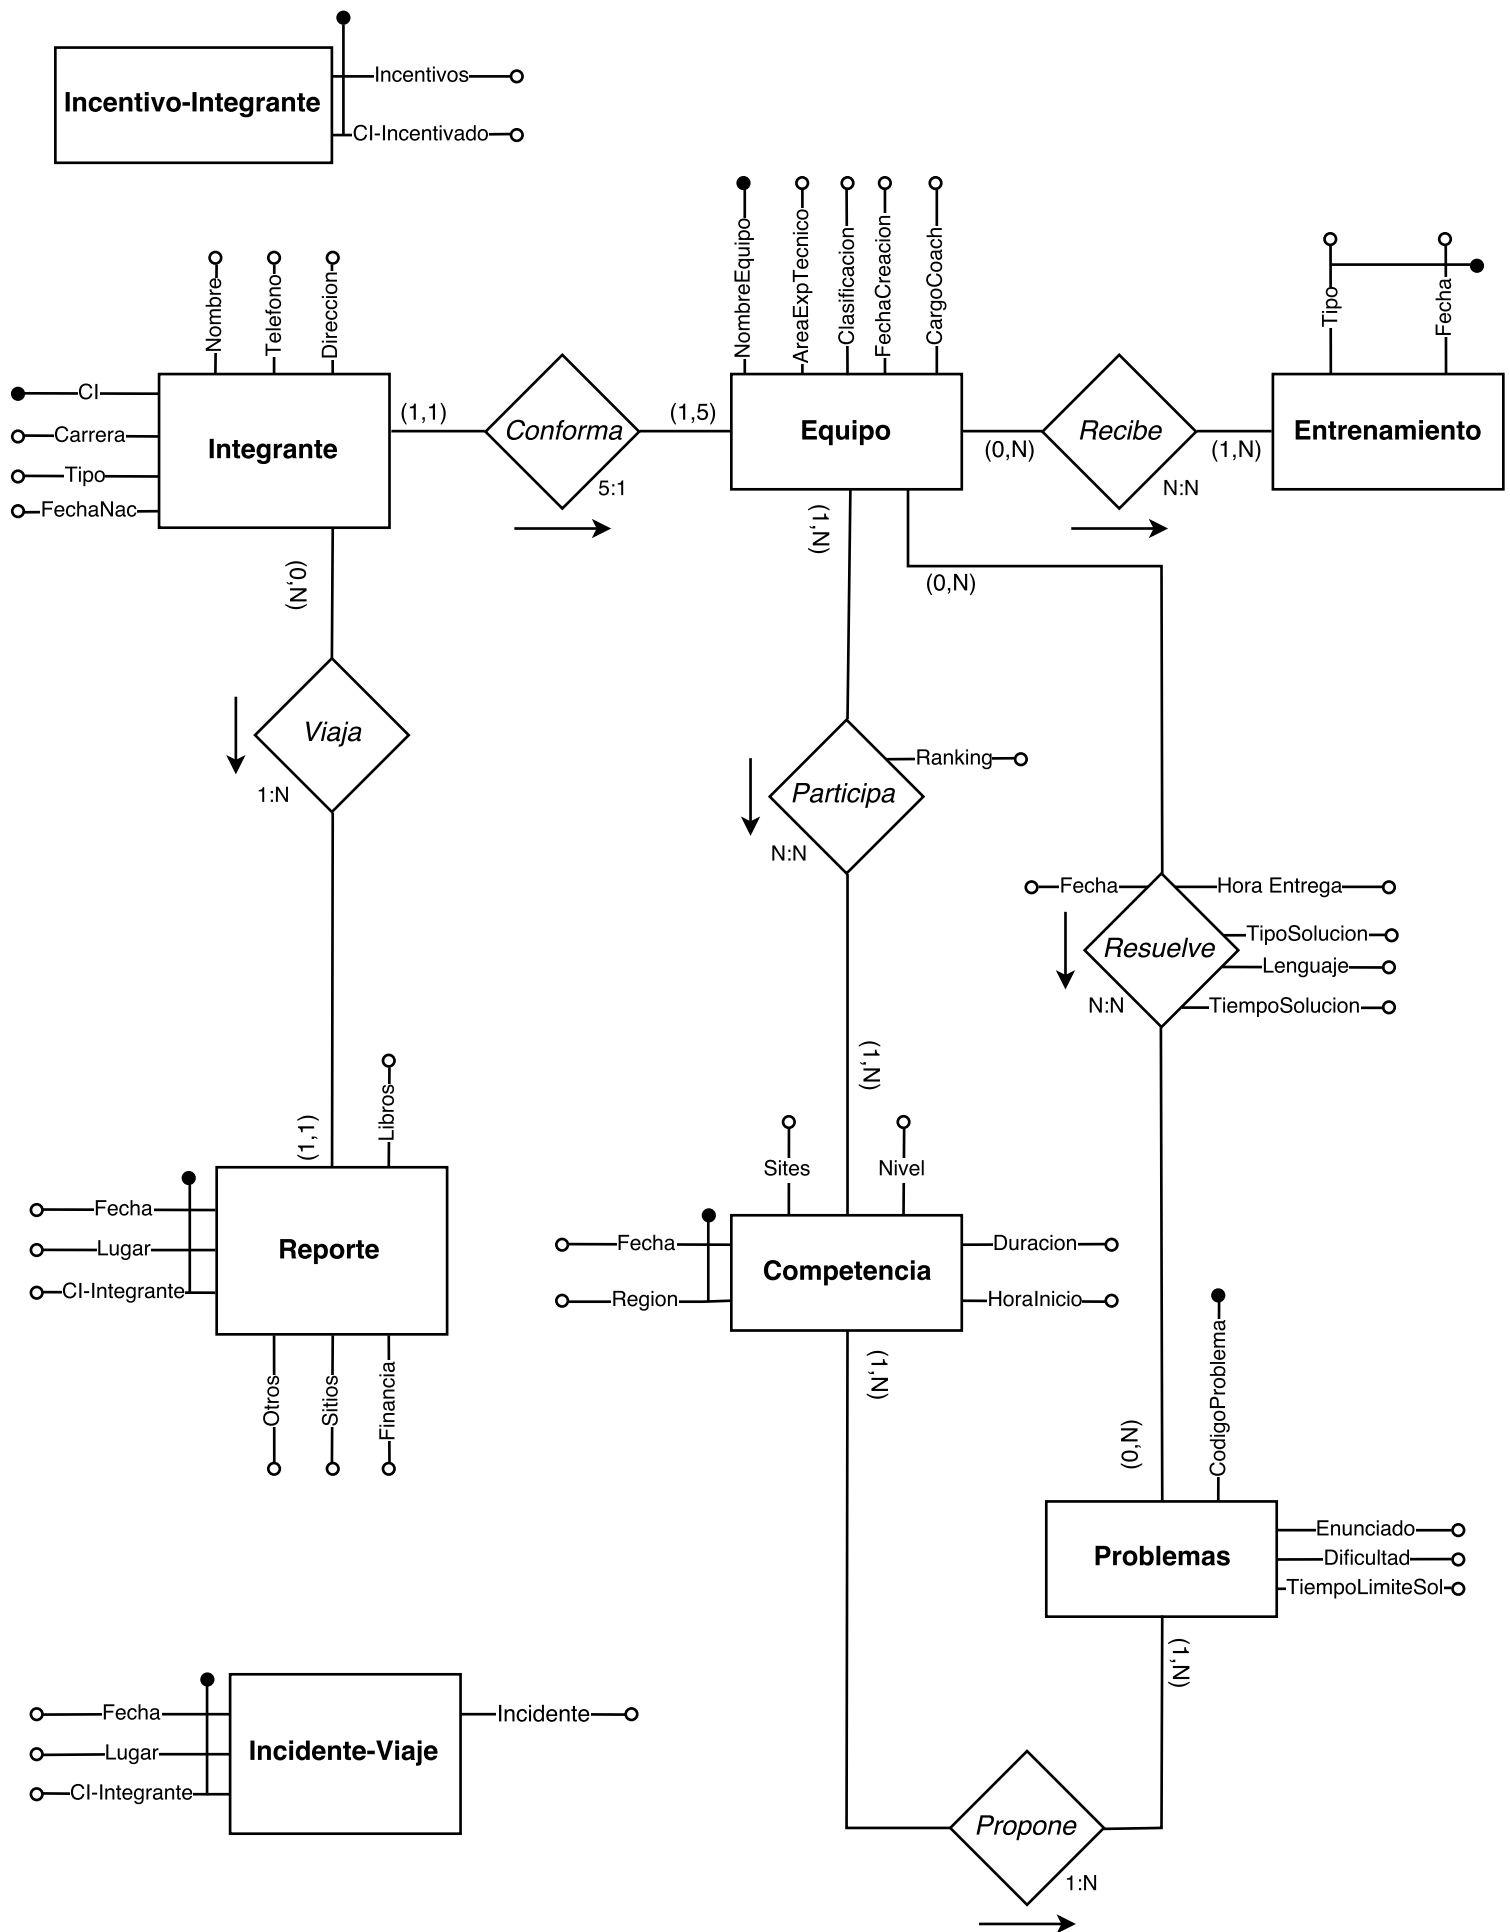 Incentivo-Integrante
Incentivos
CI-Incentivado
Nombre
Telefono
Direccion
CI
Carrera
Tipo
FechaNac
Integrante
(1,1)
Conforma
5:1
(1,5)
NombreEquipo
AreaExpTecnico
Clasificacion
FechaCreacion
CargoCoach
Equipo
(0,N)
Recibe
N:N
(1,N)
Tipo
Fecha
Entrenamiento
(0,N)
Viaja
1:N
(1,1)
(1,N)
Participa
Ranking
N:N
(1,N)
(0,N)
Fecha
Hora Entrega
Resuelve
TipoSolucion
Lenguaje
TiempoSolucion
N:N
(N,0)
Libros
Fecha
Lugar
CI-Integrante
Reporte
Otros
Sitios
Financia
Sites
Nivel
Fecha
Region
Competencia
Duracion
HoraInicio
(1,N)
CodigoProblema
Problemas
Enunciado
Dificultad
TiempoLimiteSol
(1,N)
Fecha
Lugar
CI-Integrante
Incidente-Viaje
Incidente
Propone
1:N